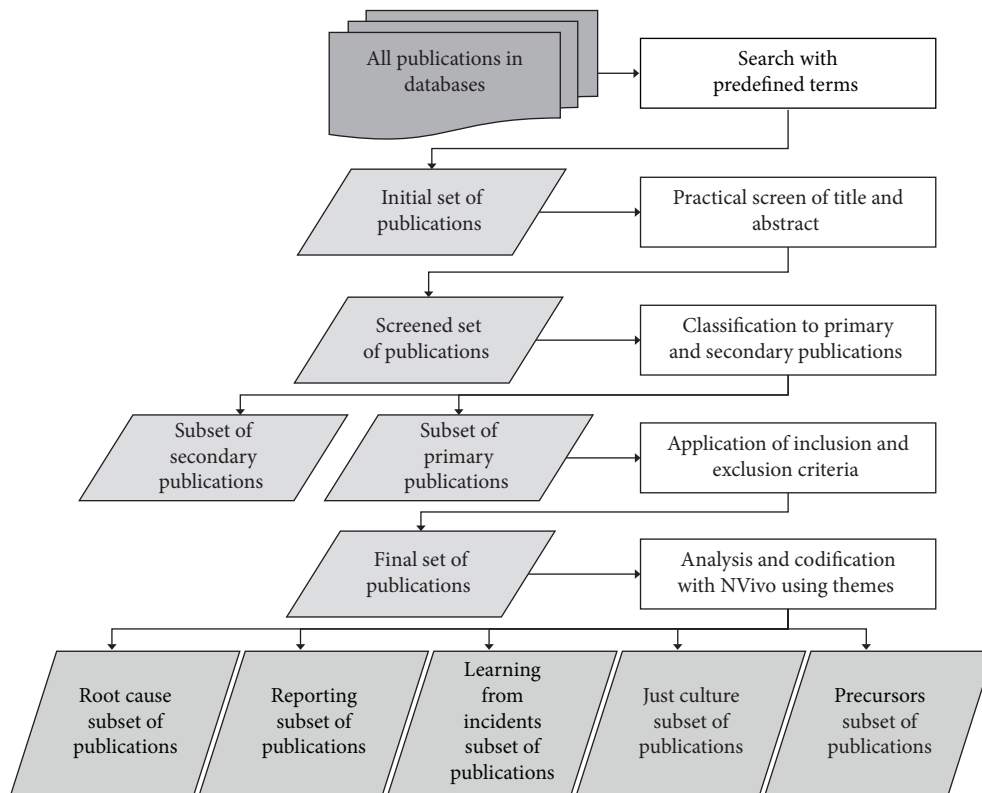 All publications in
databases
Search with
predefined terms
Initial set of
publications
Practical screen of title and
abstract
Screened set
of publications
Classification to primary
and secondary publications
Subset of
secondary
publications
Subset of
primary
publications
Application of inclusion and
exclusion criteria
Final set of
publications
Analysis and codification
with NVivo using themes
Root cause
subset of
publications
Reporting
subset of
publications
Learning
from
incidents
subset of
publications
Just culture
subset of
publications
Precursors
subset of
publications